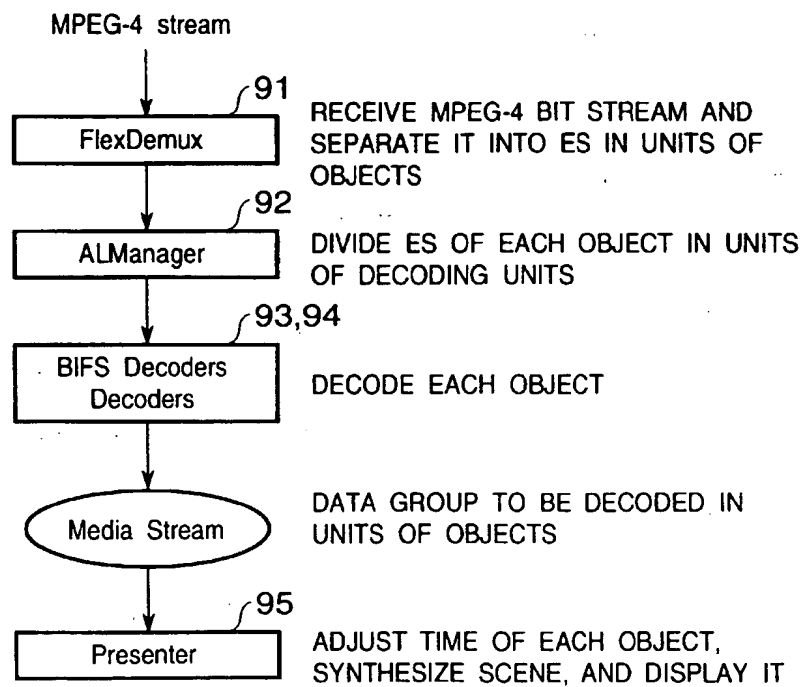 MPEG-4 stream
91
FlexDemux
RECEIVE MPEG-4 BIT STREAM AND
SEPARATE IT INTO ES IN UNITS OF
OBJECTS
92
ALManager
DIVIDE ES OF EACH OBJECT IN UNITS
OF DECODING UNITS
93,94
BIFS Decoders
Decoders
DECODE EACH OBJECT
Media Stream
DATA GROUP TO BE DECODED IN
UNITS OF OBJECTS
95
Presenter
ADJUST TIME OF EACH OBJECT,
SYNTHESIZE SCENE, AND DISPLAY IT